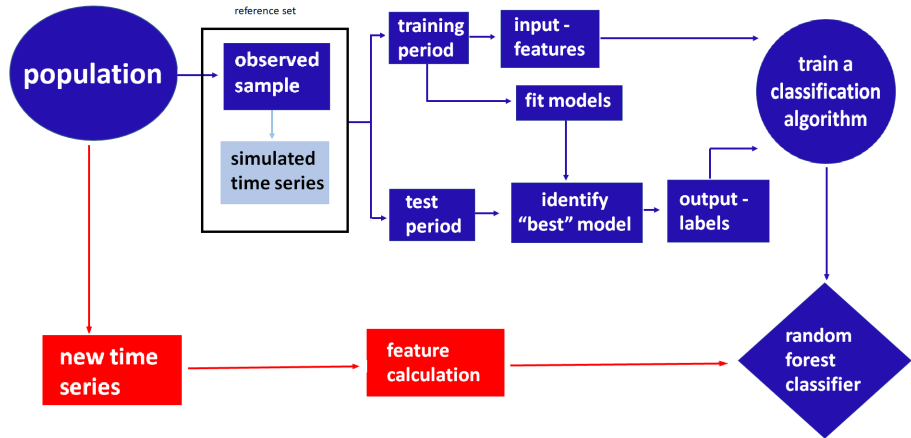 reference set
population
observed
sample
simulated
time series
training
period
input -
features
fit models
test
period
identify
“best” model
output -
labels
train a
classification
algorithm
new time
series
feature
calculation
random
forest
classifier